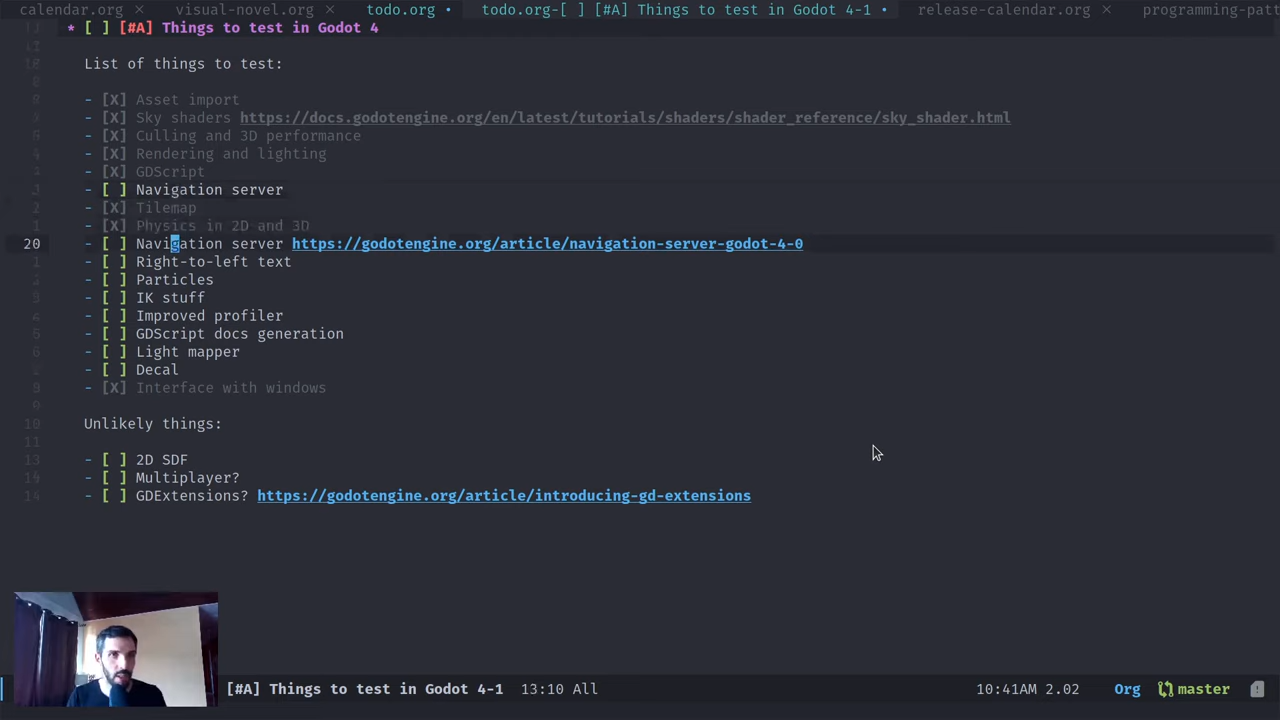 calendar.org × visual-novel.org × todo.org • todo.org-[ ] [#A] Things to test in Godot 4-1 • release-calendar.org × programming-patt
* [ ] [#A] Things to test in Godot 4
List of things to test:
- [X] Asset import
- [X] Sky shaders https://docs.godotengine.org/en/latest/tutorials/shaders/shader_reference/sky_shader.html
- [X] Culling and 3D performance
- [X] Rendering and lighting
- [X] GDScript
- [ ] Navigation server
- [X] Tilemap
1 - [X] Physics in 2D and 3D
20 - [ ] Navigation server https://godotengine.org/article/navigation-server-godot-4-0
1 - [ ] Right-to-left text
- [ ] Particles
- [ ] IK stuff
- [ ] Improved profiler
- [ ] GDScript docs generation
- [ ] Light mapper
- [ ] Decal
- [X] Interface with windows
10 Unlikely things:
11
13 - [ ] 2D SDF
- [ ] Multiplayer?
14 - [ ] GDExtensions? https://godotengine.org/article/introducing-gd-extensions
[#A] Things to test in Godot 4-1 13:10 All 10:41AM 2.02 Org master